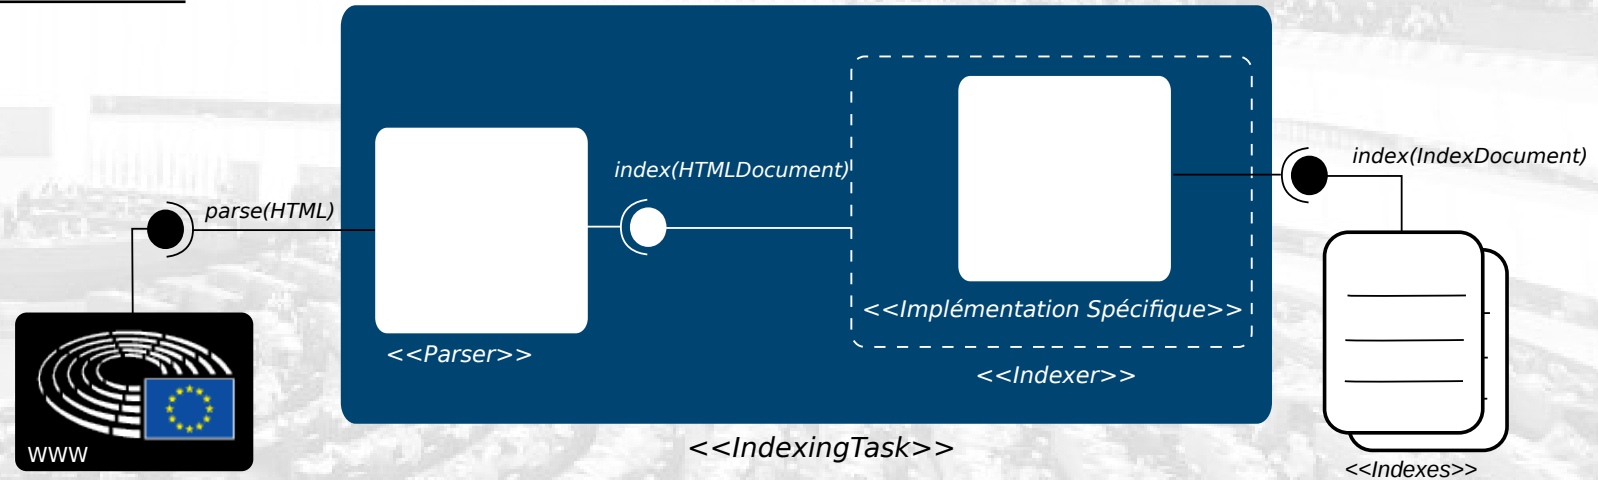 index(HTMLDocument)
index(IndexDocument)
parse(HTML)
<<Implémentation Spécifique>>
<<Parser>>
<<Indexer>>
<<IndexingTask>>
www
<<Indexes>>